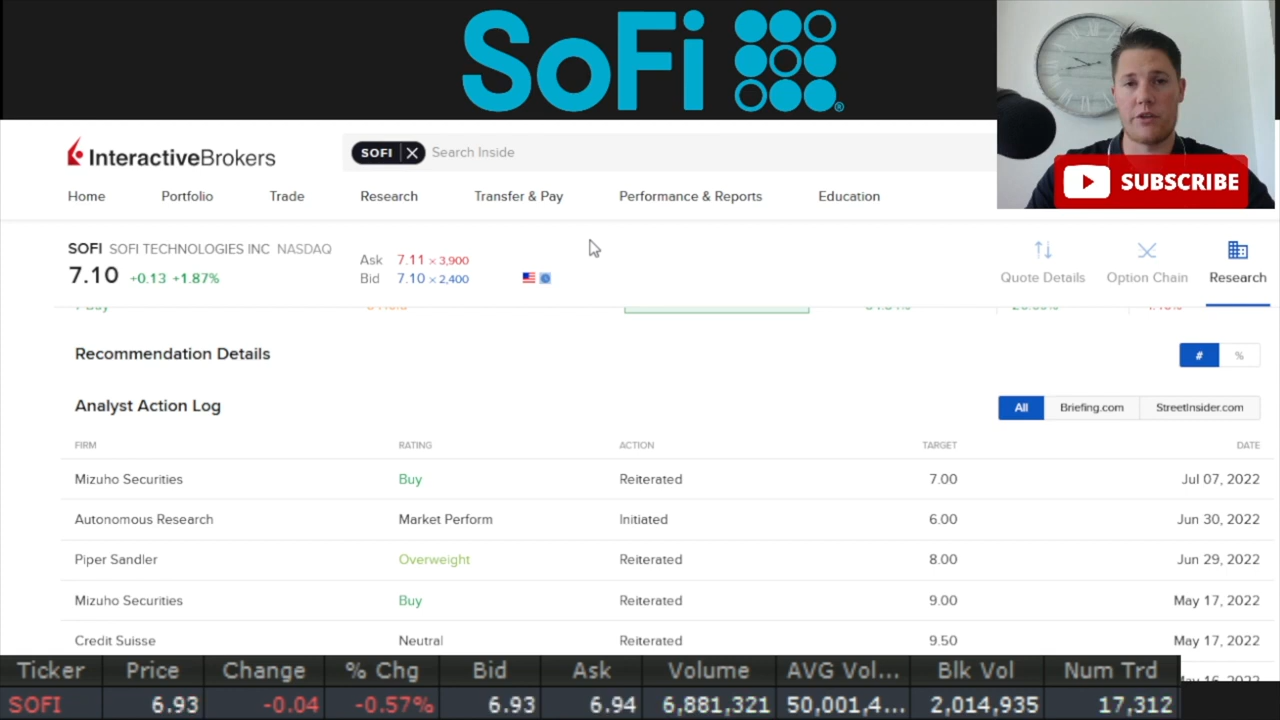 SoFi
SUBSCRIBE
InteractiveBrokers
SOFI Search Inside
Home Portfolio Trade Research Transfer & Pay Performance & Reports Education
SOFI SOFI TECHNOLOGIES INC NASDAQ
7.10 +0.13 +1.87%
Ask 7.11 × 3,900
Bid 7.10 × 2,400
Quote Details Option Chain Research
Recommendation Details
# %
Analyst Action Log
All Briefing.com StreetInsider.com
FIRM RATING ACTION TARGET DATE
Mizuho Securities Buy Reiterated 7.00 Jul 07, 2022
Autonomous Research Market Perform Initiated 6.00 Jun 30, 2022
Piper Sandler Overweight Reiterated 8.00 Jun 29, 2022
Mizuho Securities Buy Reiterated 9.00 May 17, 2022
Credit Suisse Neutral Reiterated 9.50 May 17, 2022
Ticker Price Change % Chg Bid Ask Volume AVG Vol... Blk Vol Num Trd
SOFI 6.93 -0.04 -0.57% 6.93 6.94 6,881,321 50,001,4... 2,014,935 17,312